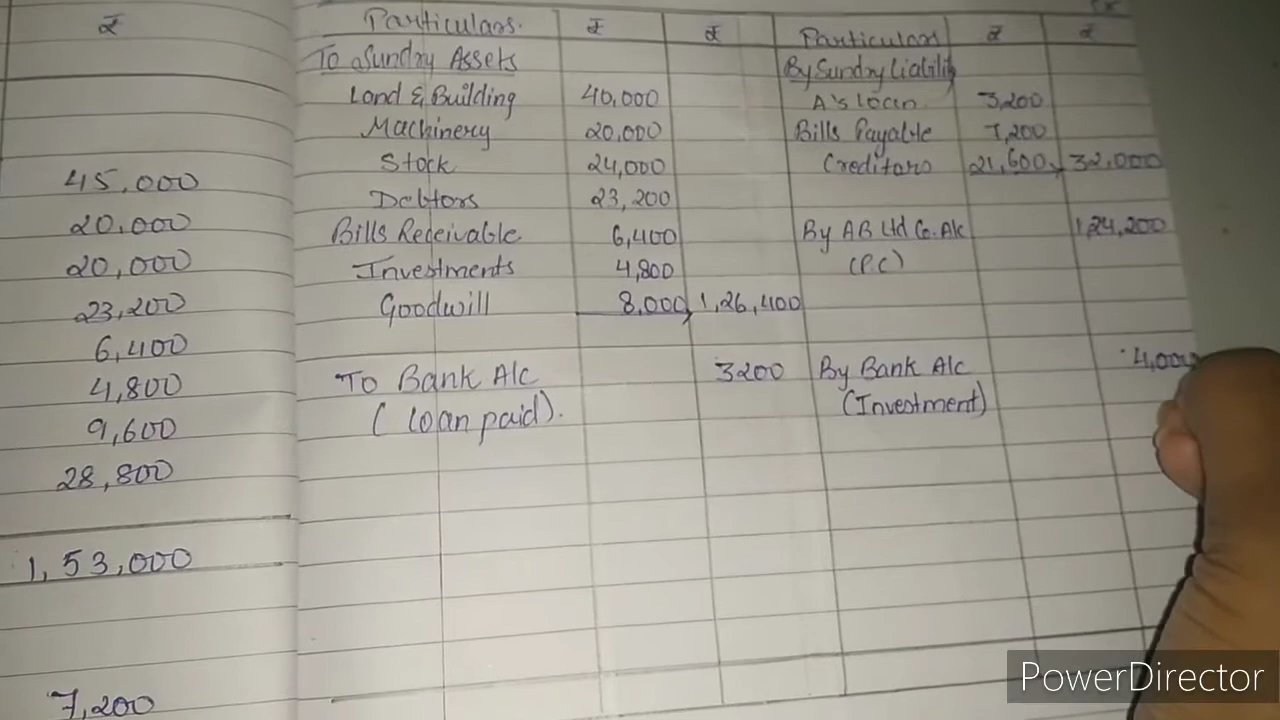 ₹
45,000
20,000
20,000
23,200
6,400
4,800
9,600
28,800
1,53,000
7,200
Particulars. ₹ ₹ Particulars ₹ ₹
To Sundry Assets By Sundry Liability
Land & Building 40,000 A's loan 3,200
Machinery 20,000 Bills Payable 7,200
Stock 24,000 Creditors 21,600 32,000
Debtors 23,200
Bills Receivable 6,400 By AB Ltd Co. A/c 1,24,200
Investments 4,800 (P.C)
Goodwill 8,000 1,26,400
To Bank A/c 3200 By Bank A/c 4,000
(loan paid). (Investment)
PowerDirector